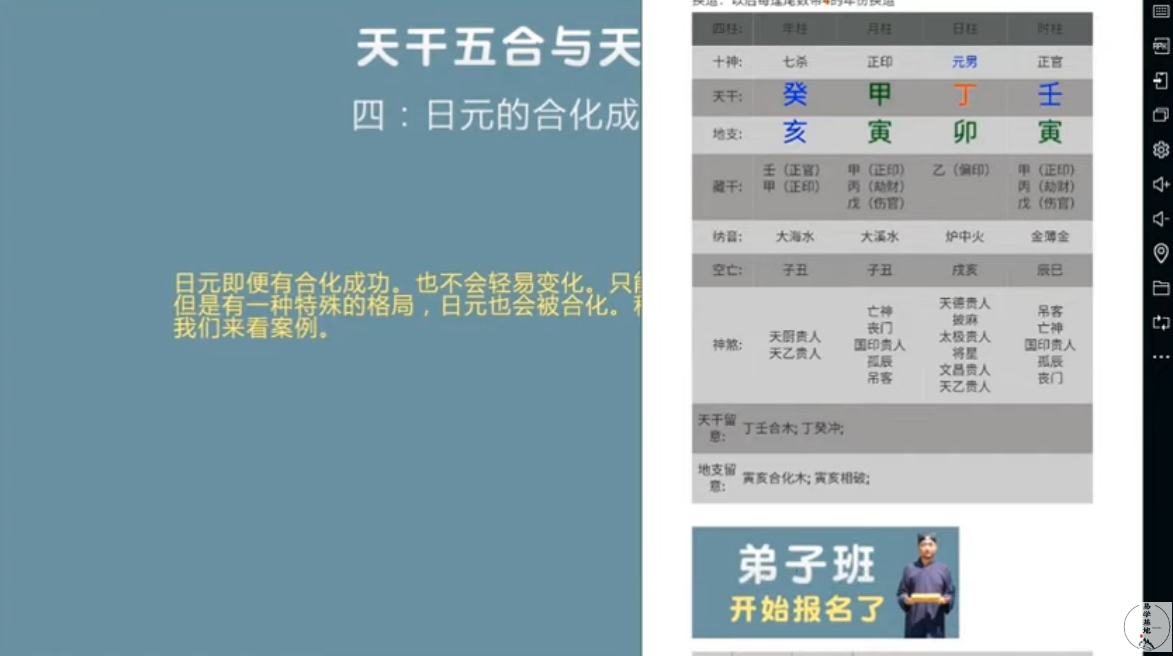 天干五合与天
四：日元的合化成
日元即便有合化成功。也不会轻易变化。只能
但是有一种特殊的格局，日元也会被合化。
我们来看案例。
换运：以后每逢尾数带4的年份换运
四柱: 年柱 月柱 日柱 时柱
十神: 七杀 正印 元男 正官
天干: 癸 甲 丁 壬
地支: 亥 寅 卯 寅
藏干: 壬（正官） 甲（正印） 乙（偏印） 甲（正印）
甲（正印） 丙（劫财） 丙（劫财）
戊（伤官） 戊（伤官）
纳音: 大海水 大溪水 炉中火 金薄金
空亡: 子丑 子丑 戌亥 辰巳
神煞:
天厨贵人
天乙贵人
亡神
丧门
国印贵人
孤辰
吊客
天德贵人
披麻
太极贵人
将星
文昌贵人
天乙贵人
吊客
亡神
国印贵人
孤辰
丧门
天干留意: 丁壬合木; 丁癸冲;
地支留意: 寅亥合化木; 寅亥相破;
弟子班
开始报名了
APK
易学基地